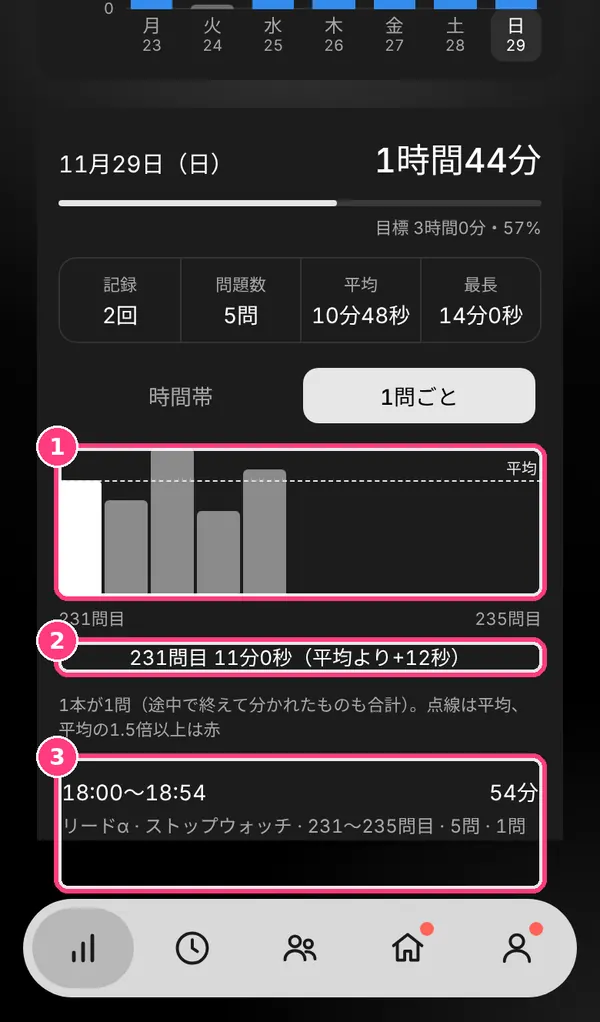 0
月 火 水 木 金 土 日
23 24 25 26 27 28 29
11月29日（日） 1時間44分
目標 3時間0分・57%
記録 問題数 平均 最長
2回 5問 10分48秒 14分0秒
時間帯 1問ごと
1
平均
231問目 235問目
2
231問目 11分0秒（平均より+12秒）
1本が1問（途中で終えて分かれたものも合計）。点線は平均、
平均の1.5倍以上は赤
3
18:00〜18:54 54分
リードα · ストップウォッチ · 231〜235問目 · 5問 · 1問